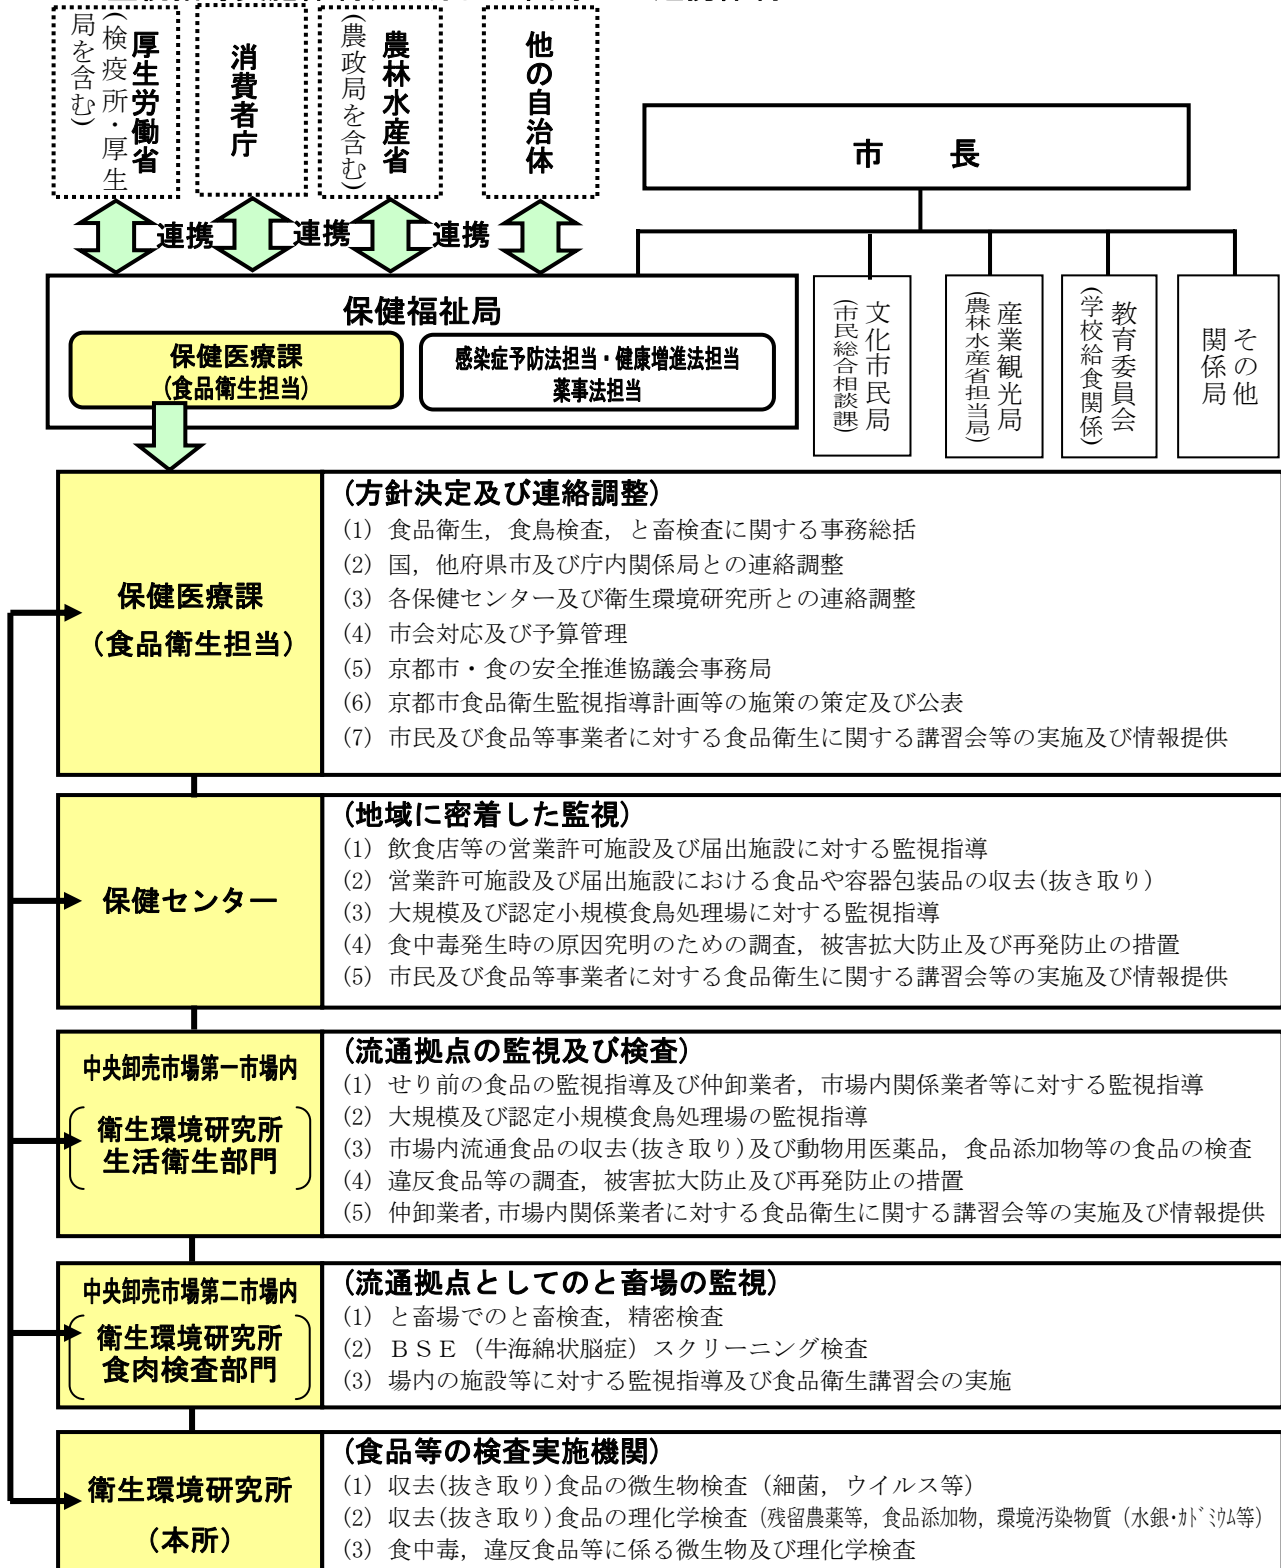 厚生労働省
(検疫所・厚生
局を含む)
消費者庁
農林水産省
(農政局を含む)
他の自治体
市　長
連携
連携
連携
保健福祉局
保健医療課
(食品衛生担当)
感染症予防法担当・健康増進法担当
薬事法担当
文化市民局
(市民総合相談課)
産業観光局
(農林水産省担当局)
教育委員会
(学校給食関係)
その他
関係局
保健医療課
(食品衛生担当)
(方針決定及び連絡調整)
(1) 食品衛生，食鳥検査，と畜検査に関する事務総括
(2) 国，他府県市及び庁内関係局との連絡調整
(3) 各保健センター及び衛生環境研究所との連絡調整
(4) 市会対応及び予算管理
(5) 京都市・食の安全推進協議会事務局
(6) 京都市食品衛生監視指導計画等の施策の策定及び公表
(7) 市民及び食品等事業者に対する食品衛生に関する講習会等の実施及び情報提供
保健センター
(地域に密着した監視)
(1) 飲食店等の営業許可施設及び届出施設に対する監視指導
(2) 営業許可施設及び届出施設における食品や容器包装品の収去(抜き取り)
(3) 大規模及び認定小規模食鳥処理場に対する監視指導
(4) 食中毒発生時の原因究明のための調査，被害拡大防止及び再発防止の措置
(5) 市民及び食品等事業者に対する食品衛生に関する講習会等の実施及び情報提供
中央卸売市場第一市場内
衛生環境研究所
生活衛生部門
(流通拠点の監視及び検査)
(1) せり前の食品の監視指導及び仲卸業者，市場内関係業者等に対する監視指導
(2) 大規模及び認定小規模食鳥処理場の監視指導
(3) 市場内流通食品の収去(抜き取り)及び動物用医薬品，食品添加物等の食品の検査
(4) 違反食品等の調査，被害拡大防止及び再発防止の措置
(5) 仲卸業者，市場内関係業者に対する食品衛生に関する講習会等の実施及び情報提供
中央卸売市場第二市場内
衛生環境研究所
食肉検査部門
(流通拠点としてのと畜場の監視)
(1) と畜場でのと畜検査，精密検査
(2) ＢＳＥ（牛海綿状脳症）スクリーニング検査
(3) 場内の施設等に対する監視指導及び食品衛生講習会の実施
衛生環境研究所
(本所)
(食品等の検査実施機関)
(1) 収去(抜き取り)食品の微生物検査（細菌，ウイルス等）
(2) 収去(抜き取り)食品の理化学検査（残留農薬等，食品添加物，環境汚染物質（水銀・ｶﾄﾞﾐｳﾑ等）
(3) 食中毒，違反食品等に係る微生物及び理化学検査